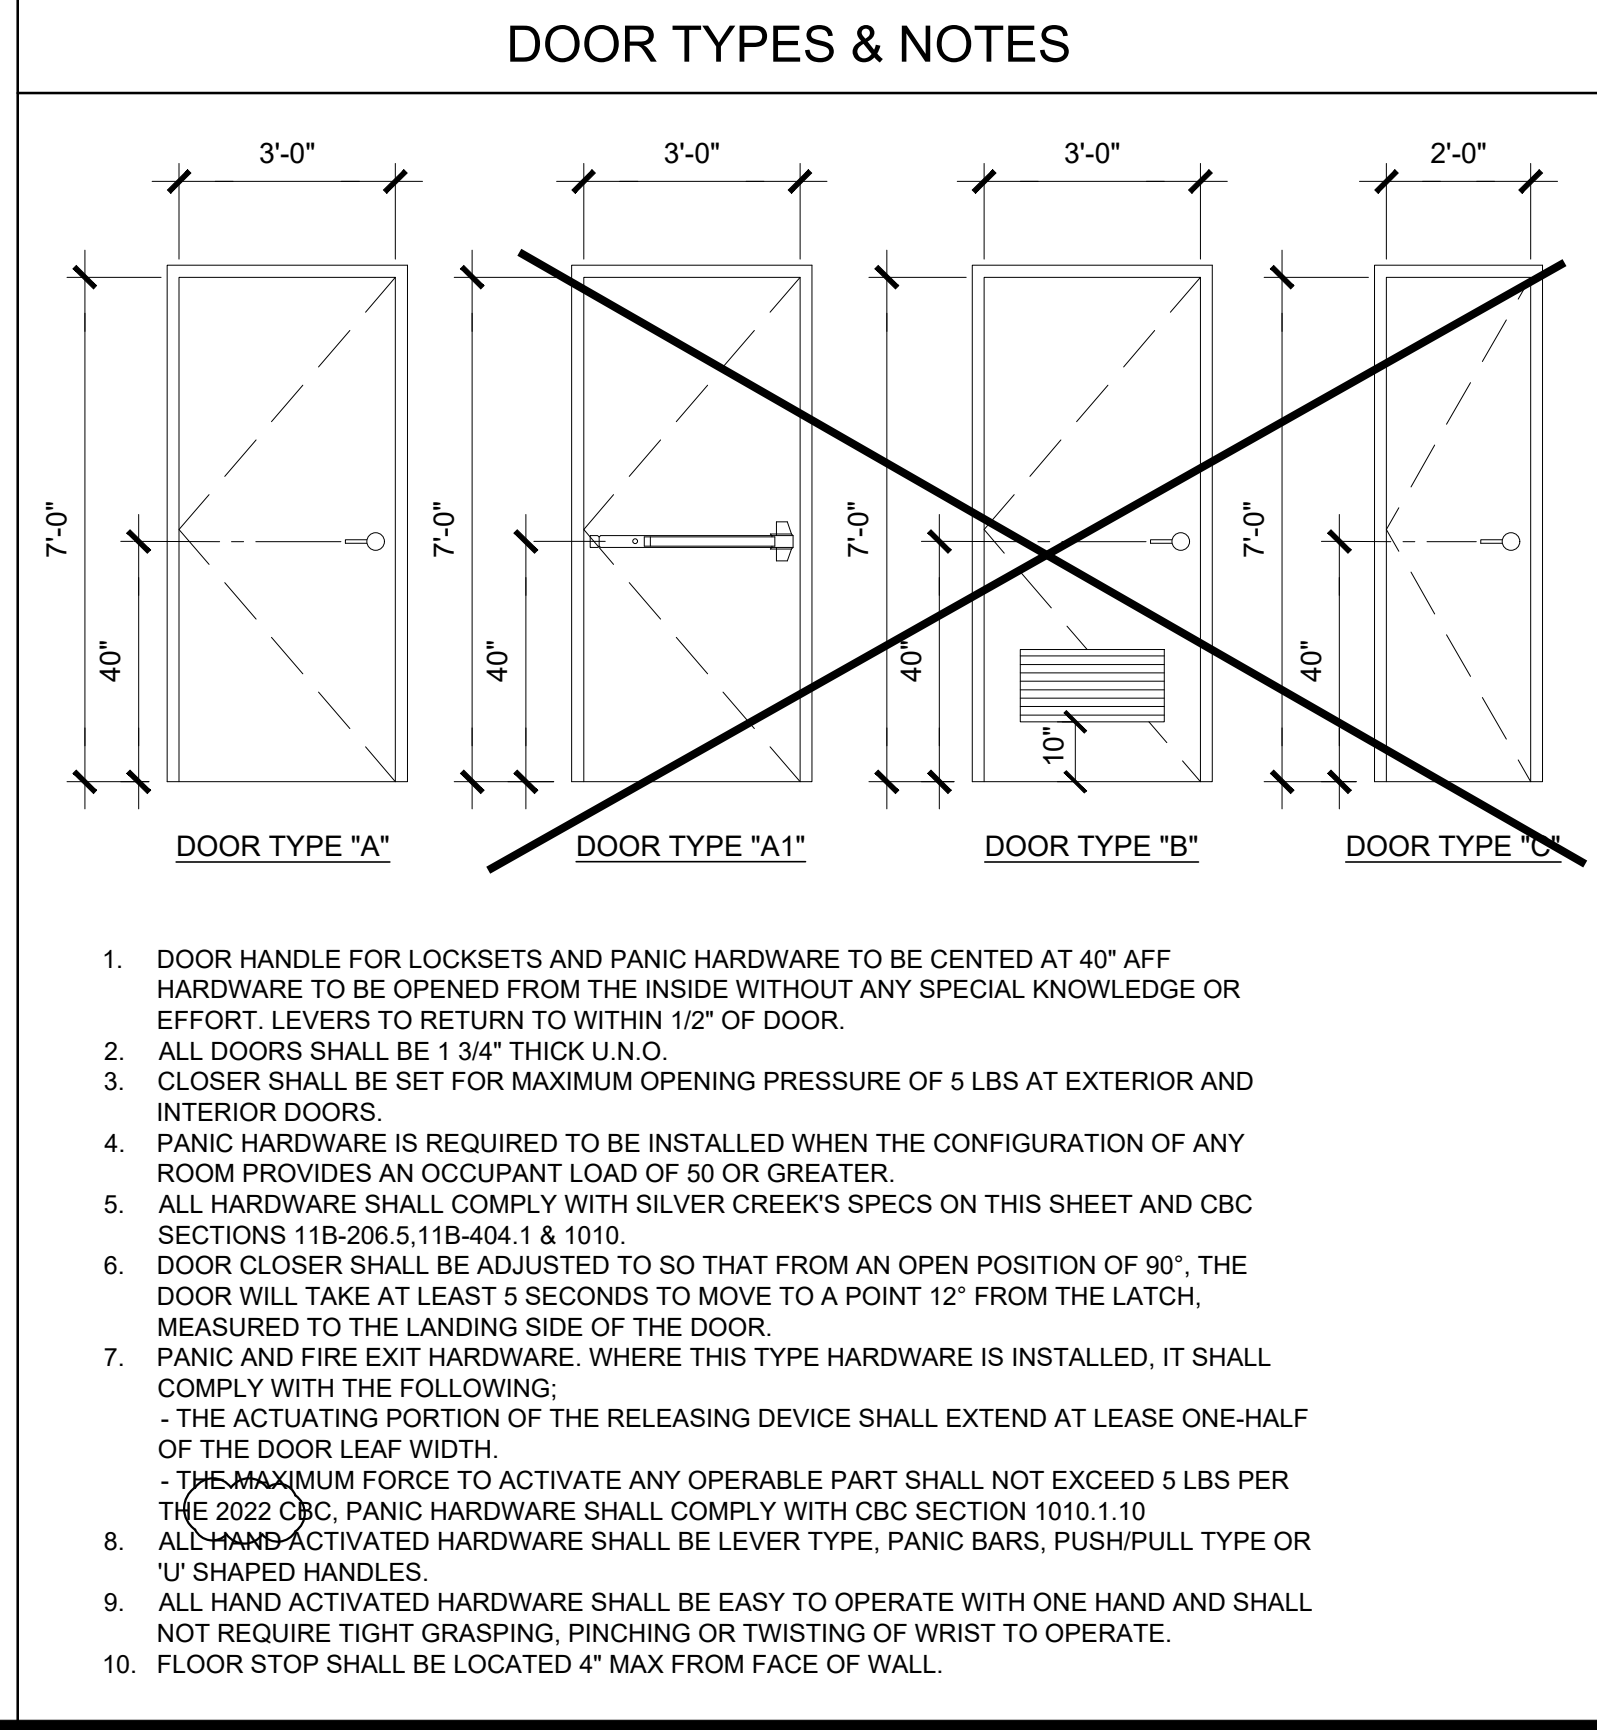 DOOR TYPES & NOTES
3'-0"
3'-0"
3'-0"
2'-0"
7'-0"
40"
7'-0"
40"
7'-0"
40"
10"
7'-0"
40"
DOOR TYPE "A"
DOOR TYPE "A1"
DOOR TYPE "B"
DOOR TYPE "C"
1. DOOR HANDLE FOR LOCKSETS AND PANIC HARDWARE TO BE CENTED AT 40" AFF
HARDWARE TO BE OPENED FROM THE INSIDE WITHOUT ANY SPECIAL KNOWLEDGE OR
EFFORT. LEVERS TO RETURN TO WITHIN 1/2" OF DOOR.
2. ALL DOORS SHALL BE 1 3/4" THICK U.N.O.
3. CLOSER SHALL BE SET FOR MAXIMUM OPENING PRESSURE OF 5 LBS AT EXTERIOR AND
INTERIOR DOORS.
4. PANIC HARDWARE IS REQUIRED TO BE INSTALLED WHEN THE CONFIGURATION OF ANY
ROOM PROVIDES AN OCCUPANT LOAD OF 50 OR GREATER.
5. ALL HARDWARE SHALL COMPLY WITH SILVER CREEK'S SPECS ON THIS SHEET AND CBC
SECTIONS 11B-206.5,11B-404.1 & 1010.
6. DOOR CLOSER SHALL BE ADJUSTED TO SO THAT FROM AN OPEN POSITION OF 90°, THE
DOOR WILL TAKE AT LEAST 5 SECONDS TO MOVE TO A POINT 12° FROM THE LATCH,
MEASURED TO THE LANDING SIDE OF THE DOOR.
7. PANIC AND FIRE EXIT HARDWARE. WHERE THIS TYPE HARDWARE IS INSTALLED, IT SHALL
COMPLY WITH THE FOLLOWING;
- THE ACTUATING PORTION OF THE RELEASING DEVICE SHALL EXTEND AT LEASE ONE-HALF
OF THE DOOR LEAF WIDTH.
- THE MAXIMUM FORCE TO ACTIVATE ANY OPERABLE PART SHALL NOT EXCEED 5 LBS PER
THE 2022 CBC, PANIC HARDWARE SHALL COMPLY WITH CBC SECTION 1010.1.10
8. ALL HAND ACTIVATED HARDWARE SHALL BE LEVER TYPE, PANIC BARS, PUSH/PULL TYPE OR
'U' SHAPED HANDLES.
9. ALL HAND ACTIVATED HARDWARE SHALL BE EASY TO OPERATE WITH ONE HAND AND SHALL
NOT REQUIRE TIGHT GRASPING, PINCHING OR TWISTING OF WRIST TO OPERATE.
10. FLOOR STOP SHALL BE LOCATED 4" MAX FROM FACE OF WALL.